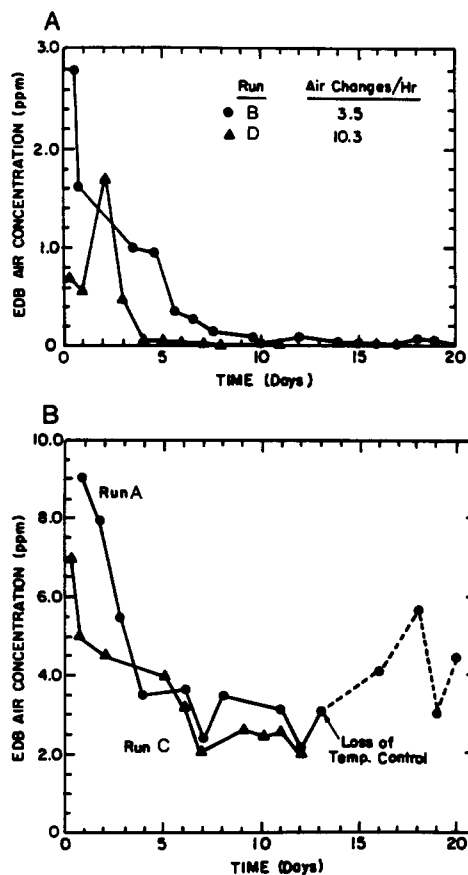 A
EDB AIR CONCENTRATION (ppm)
3.0
2.0
1.0
0
Run Air Changes/Hr
B 3.5
D 10.3
0 5 10 15 20
TIME (Days)
B
EDB AIR CONCENTRATION (ppm)
10.0
8.0
6.0
4.0
2.0
0
Run A
Run C
Loss of
Temp. Control
0 5 10 15 20
TIME (Days)